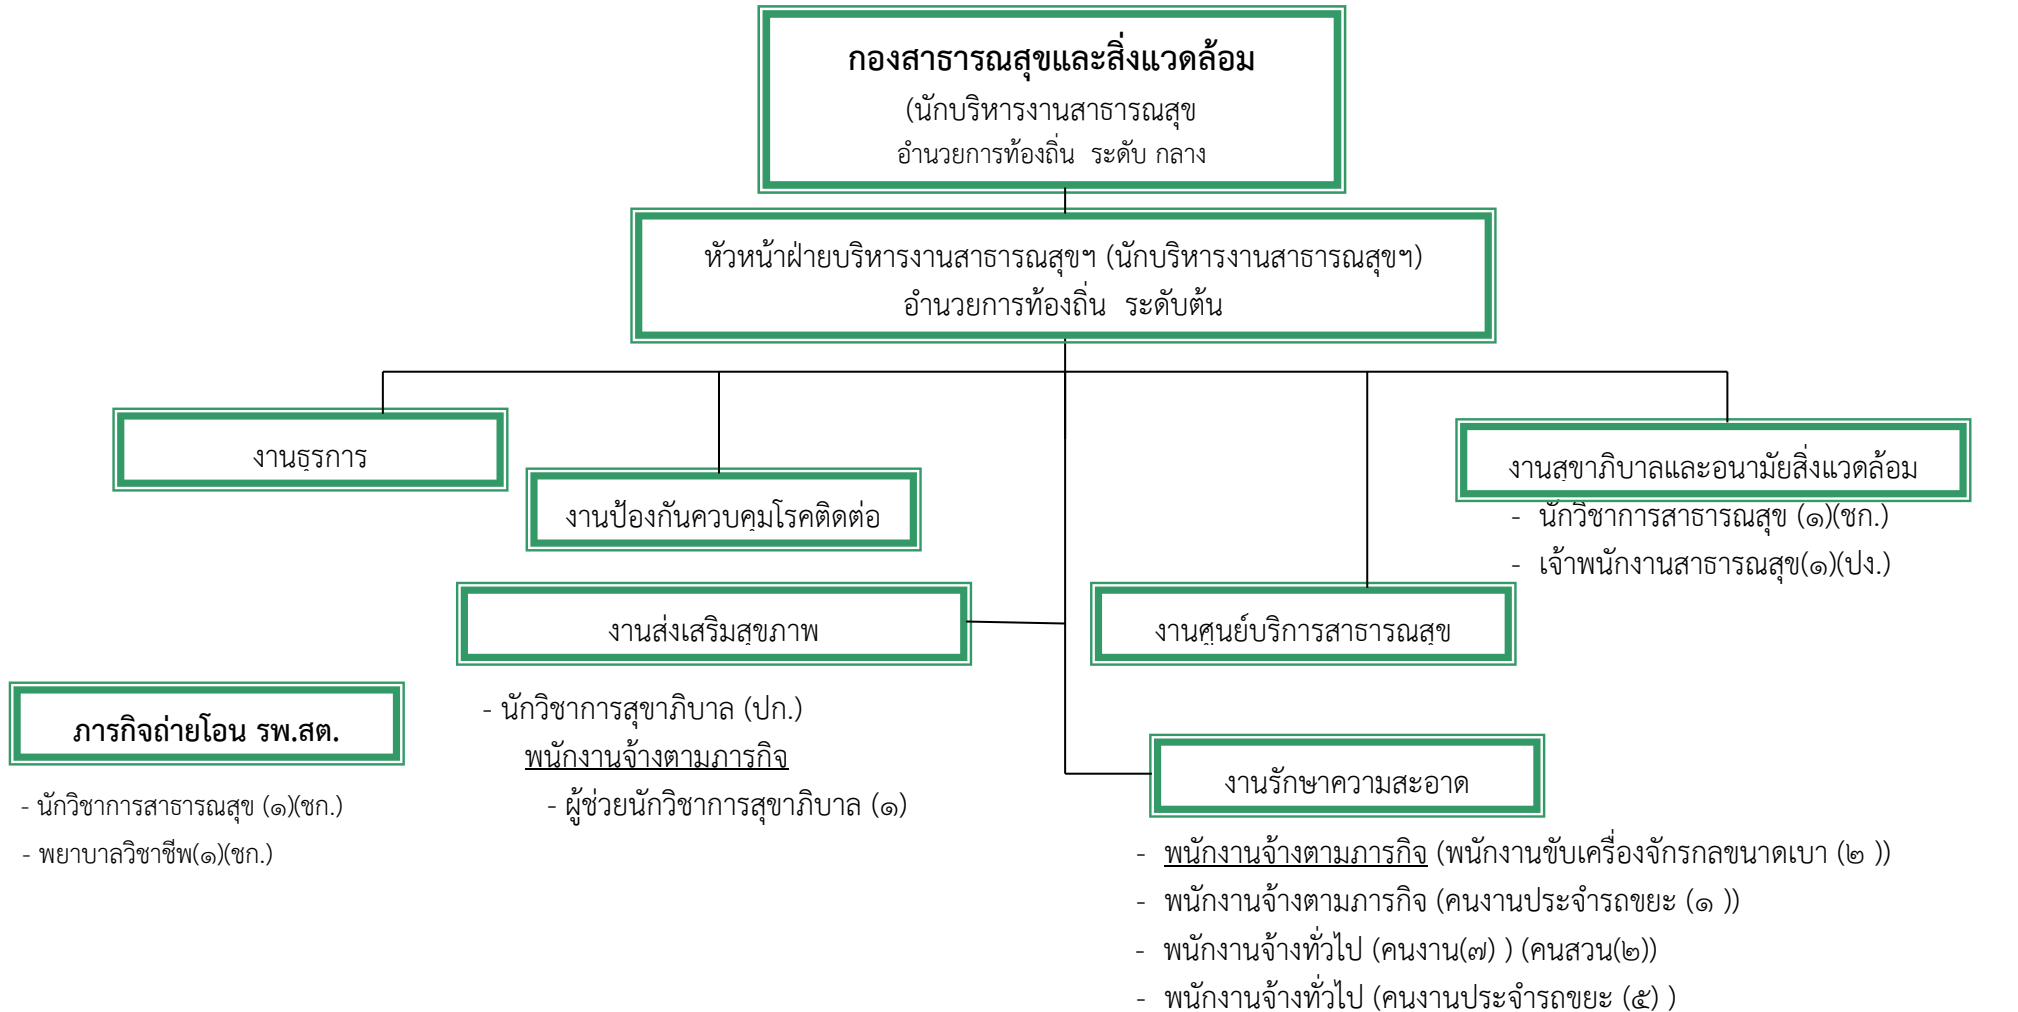 กองสาธารณสุขและสิ่งแวดล้อม
(นักบริหารงานสาธารณสุข
อำนวยการท้องถิ่น ระดับ กลาง
หัวหน้าฝ่ายบริหารงานสาธารณสุขฯ (นักบริหารงานสาธารณสุขฯ)
อำนวยการท้องถิ่น ระดับต้น
งานธุรการ
งานป้องกันควบคุมโรคติดต่อ
งานสุขาภิบาลและอนามัยสิ่งแวดล้อม
- นักวิชาการสาธารณสุข (๑)(ชก.)
- เจ้าพนักงานสาธารณสุข(๑)(ปง.)
งานส่งเสริมสุขภาพ
- นักวิชาการสุขาภิบาล (ปก.)
พนักงานจ้างตามภารกิจ
- ผู้ช่วยนักวิชาการสุขาภิบาล (๑)
งานศูนย์บริการสาธารณสุข
ภารกิจถ่ายโอน รพ.สต.
- นักวิชาการสาธารณสุข (๑)(ชก.)
- พยาบาลวิชาชีพ(๑)(ชก.)
งานรักษาความสะอาด
- พนักงานจ้างตามภารกิจ (พนักงานขับเครื่องจักรกลขนาดเบา (๒ ))
- พนักงานจ้างตามภารกิจ (คนงานประจำรถขยะ (๑ ))
- พนักงานจ้างทั่วไป (คนงาน(๗) ) (คนสวน(๒))
- พนักงานจ้างทั่วไป (คนงานประจำรถขยะ (๕) )